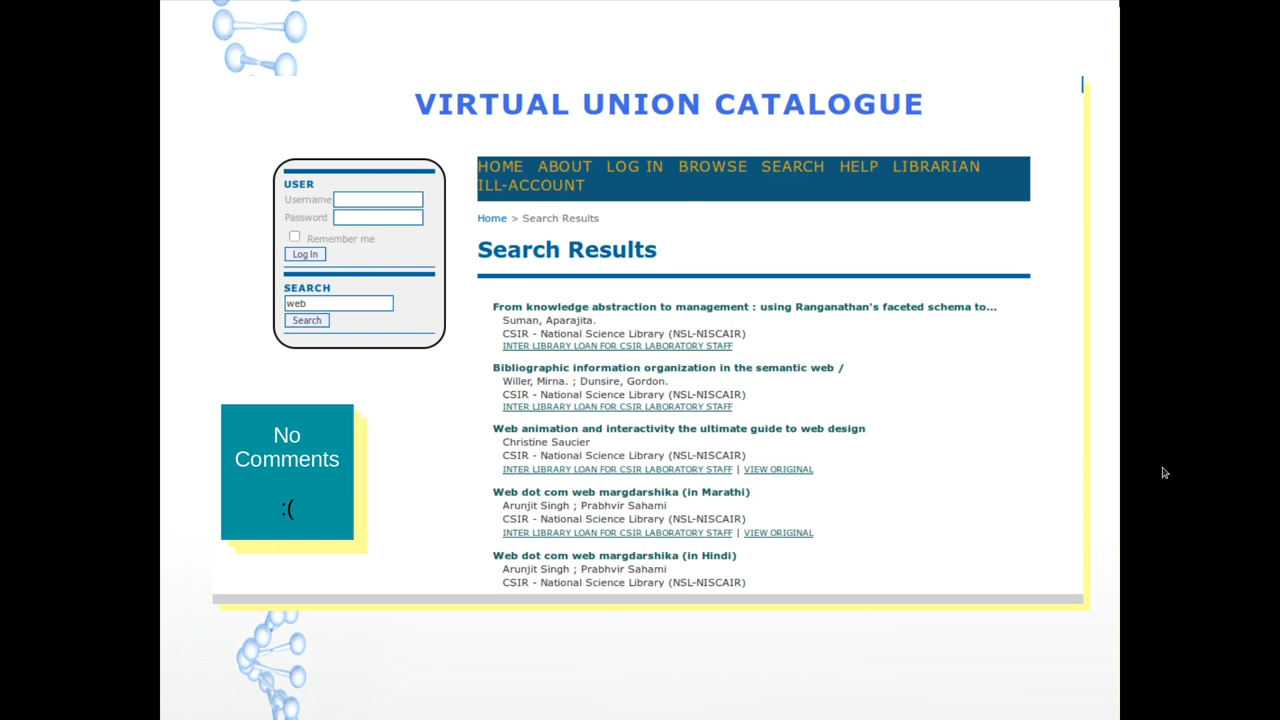 VIRTUAL UNION CATALOGUE
USER
Username
Password
Remember me
Log In
SEARCH
web
Search
No
Comments
:(
HOME ABOUT LOG IN BROWSE SEARCH HELP LIBRARIAN
ILL-ACCOUNT
Home > Search Results
Search Results
From knowledge abstraction to management : using Ranganathan's faceted schema to...
Suman, Aparajita.
CSIR - National Science Library (NSL-NISCAIR)
INTER LIBRARY LOAN FOR CSIR LABORATORY STAFF
Bibliographic information organization in the semantic web /
Willer, Mirna. ; Dunsire, Gordon.
CSIR - National Science Library (NSL-NISCAIR)
INTER LIBRARY LOAN FOR CSIR LABORATORY STAFF
Web animation and interactivity the ultimate guide to web design
Christine Saucier
CSIR - National Science Library (NSL-NISCAIR)
INTER LIBRARY LOAN FOR CSIR LABORATORY STAFF | VIEW ORIGINAL
Web dot com web margdarshika (in Marathi)
Arunjit Singh ; Prabhvir Sahami
CSIR - National Science Library (NSL-NISCAIR)
INTER LIBRARY LOAN FOR CSIR LABORATORY STAFF | VIEW ORIGINAL
Web dot com web margdarshika (in Hindi)
Arunjit Singh ; Prabhvir Sahami
CSIR - National Science Library (NSL-NISCAIR)